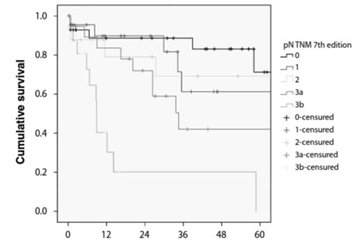 pN TNM 7th edition
0
1
2
3a
3b
0-censured
1-censured
2-censured
3a-censured
3b-censured
Cumulative survival
1.0
0.8
0.6
0.4
0.2
0.0
0 12 24 36 48 60